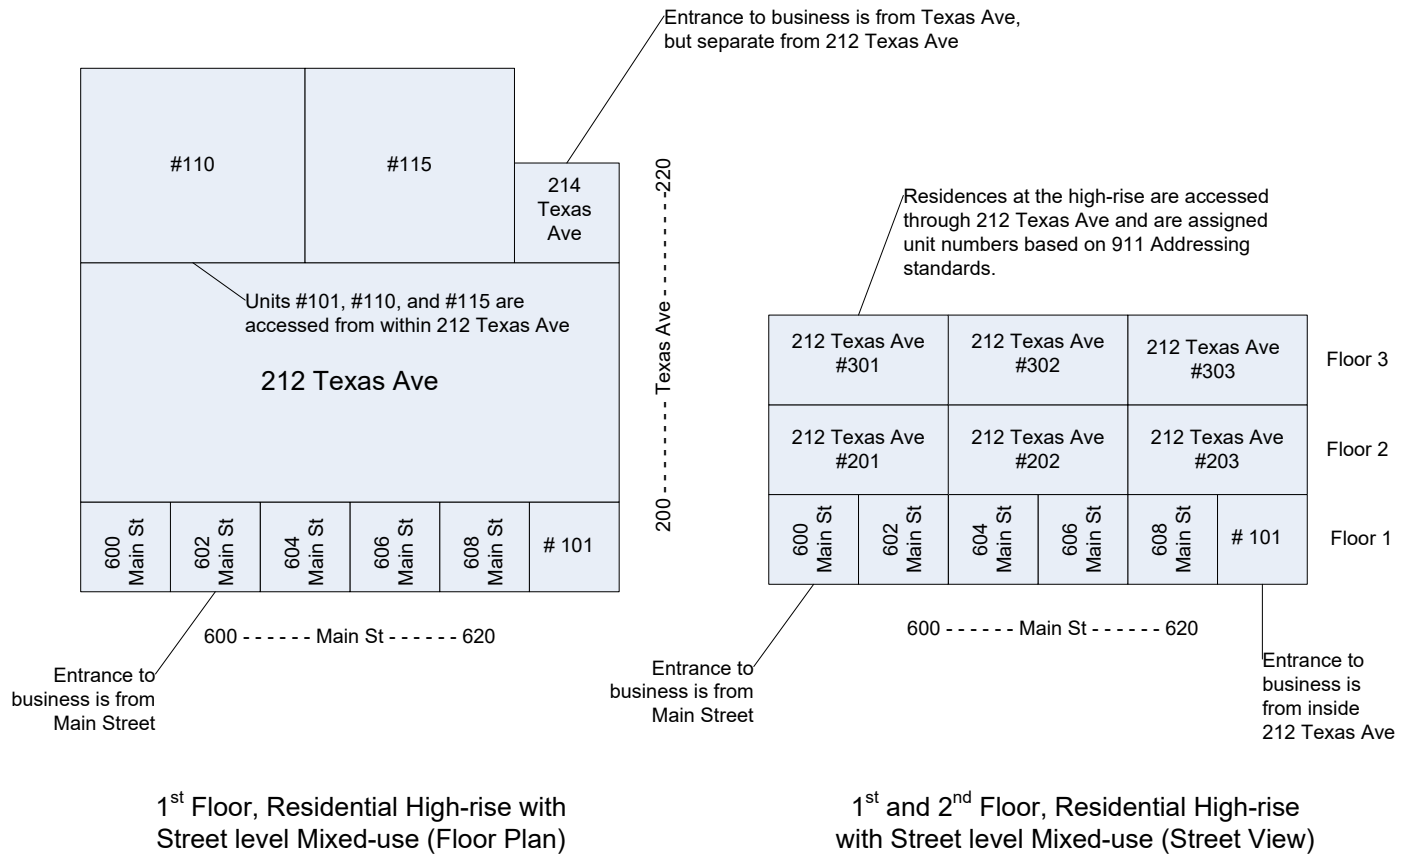 Entrance to business is from Texas Ave,
but separate from 212 Texas Ave
#110
#115
214
Texas
Ave
Units #101, #110, and #115 are
accessed from within 212 Texas Ave
212 Texas Ave
200 ------ Texas Ave ------220
600
Main St
602
Main St
604
Main St
606
Main St
608
Main St
# 101
600 - - - - - - Main St - - - - - - 620
Entrance to
business is from
Main Street
1st Floor, Residential High-rise with
Street level Mixed-use (Floor Plan)
Residences at the high-rise are accessed
through 212 Texas Ave and are assigned
unit numbers based on 911 Addressing
standards.
212 Texas Ave
#301
212 Texas Ave
#302
212 Texas Ave
#303
Floor 3
212 Texas Ave
#201
212 Texas Ave
#202
212 Texas Ave
#203
Floor 2
600
Main St
602
Main St
604
Main St
606
Main St
608
Main St
# 101
Floor 1
600 - - - - - - Main St - - - - - - 620
Entrance to
business is from
Main Street
Entrance to
business is
from inside
212 Texas Ave
1st and 2nd Floor, Residential High-rise
with Street level Mixed-use (Street View)